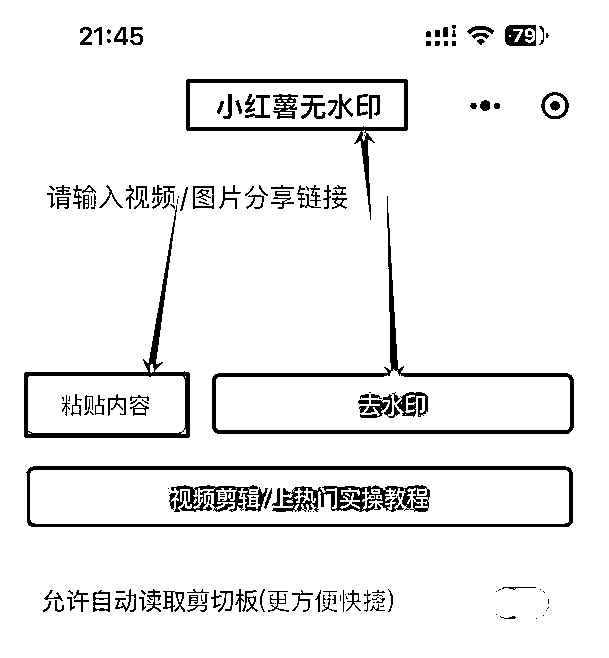 21:45 79
小红薯无水印
请输入视频/图片分享链接
粘贴内容 去水印
视频剪辑/上热门实操教程
允许自动读取剪切板(更方便快捷)